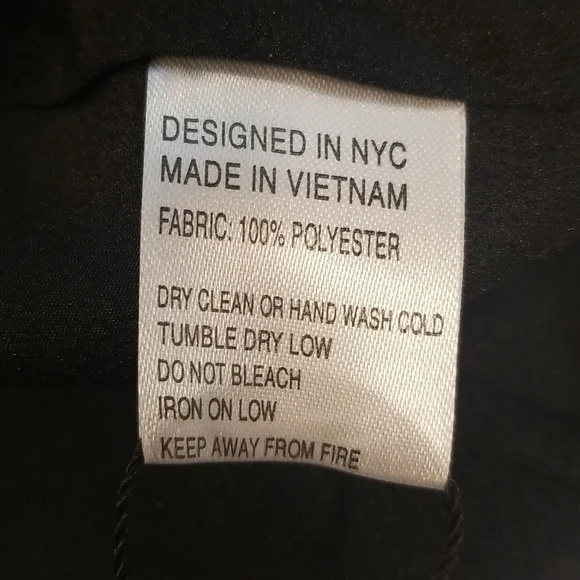 DESIGNED IN NYC
MADE IN VIETNAM
FABRIC: 100% POLYESTER
DRY CLEAN OR HAND WASH COLD
TUMBLE DRY LOW
DO NOT BLEACH
IRON ON LOW
KEEP AWAY FROM FIRE